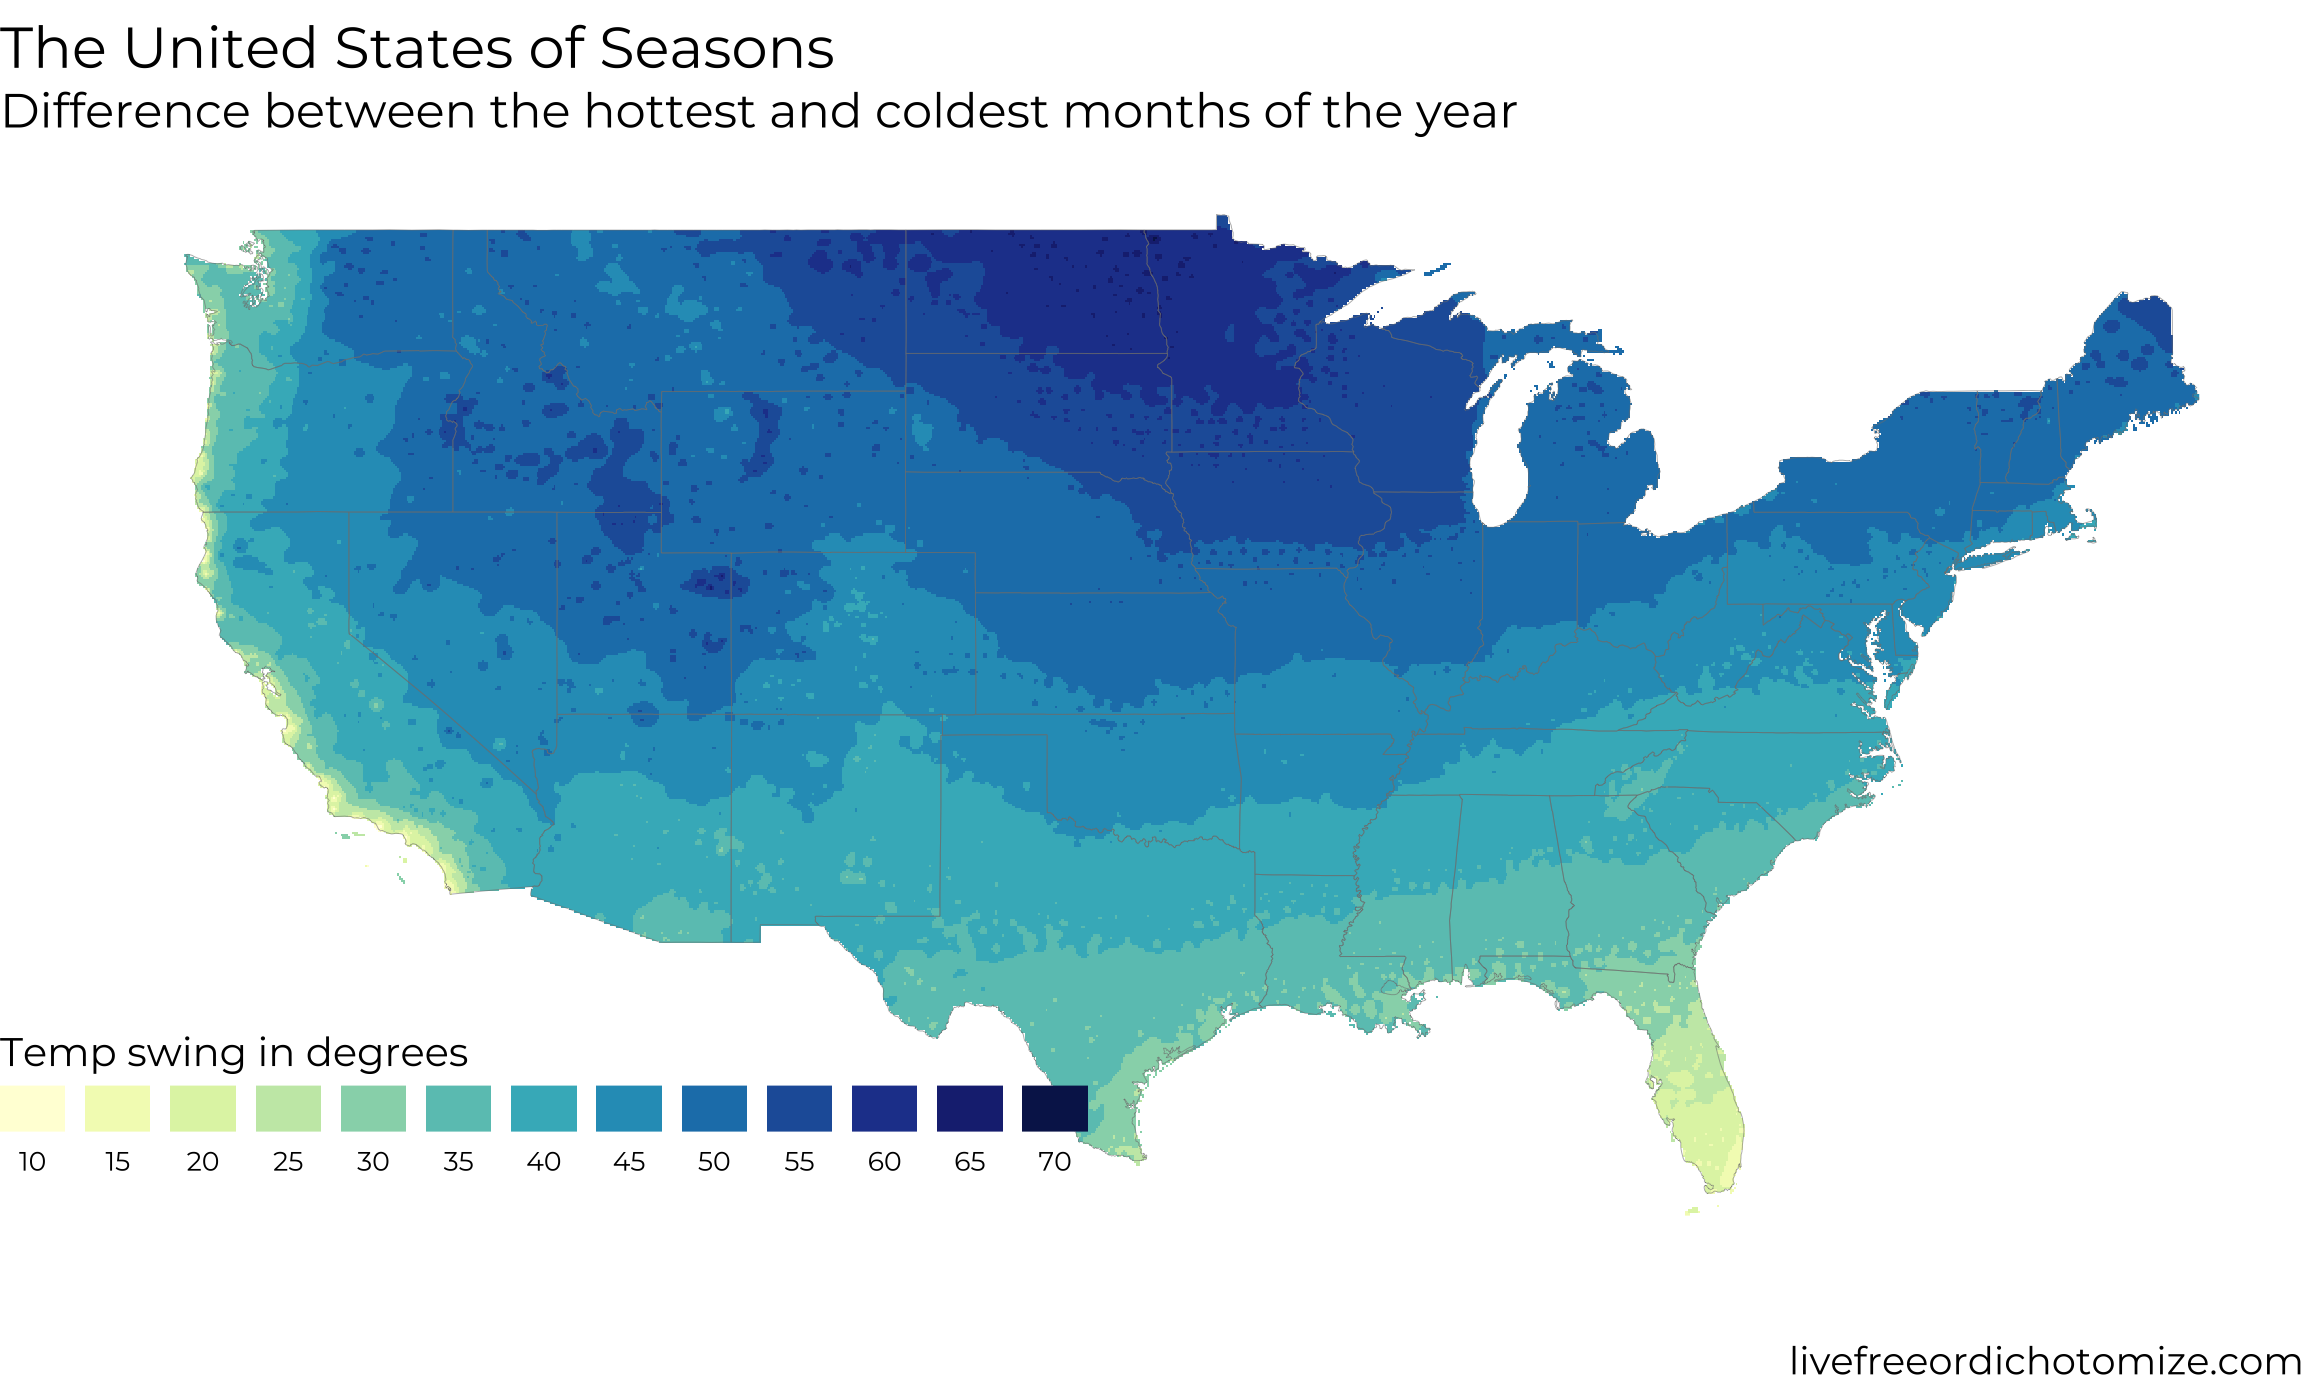 The United States of Seasons
Difference between the hottest and coldest months of the year
Temp swing in degrees
10 15 20 25 30 35 40 45 50 55 60 65 70
livefreeordichotomize.com